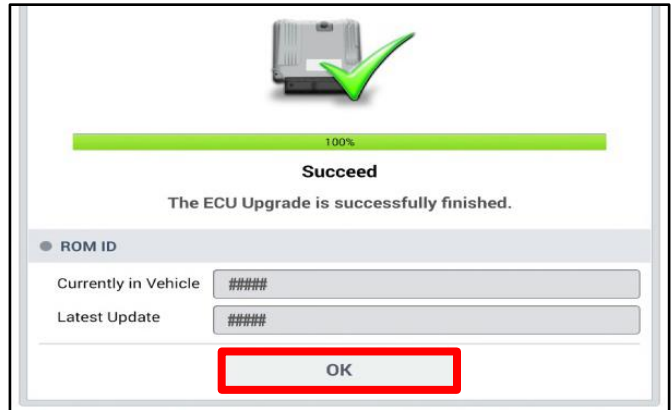 100%
Succeed
The ECU Upgrade is successfully finished.
ROM ID
Currently in Vehicle #####
Latest Update #####
OK